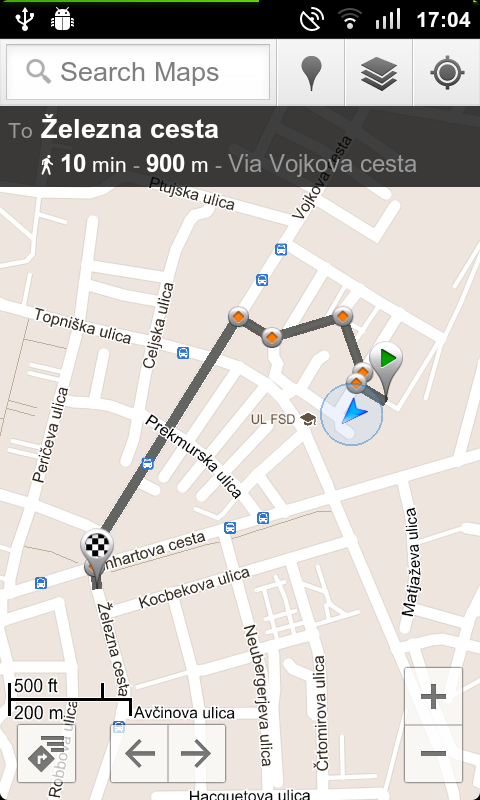 17:04
Search Maps
To Železna cesta
10 min - 900 m - Via Vojkova cesta
Ptujska ulica
Vojkova cesta
Topniška ulica
Celjska ulica
Peričeva ulica
Prekmurska ulica
UL FSD
Matjaževa ulica
nhartova cesta
Kocbekova ulica
Železna cesta
Neubergerjeva ulica
Črtomirova ulica
500 ft
200 m
Avčinova ulica
Robbova ulica
Hacquetova ulica